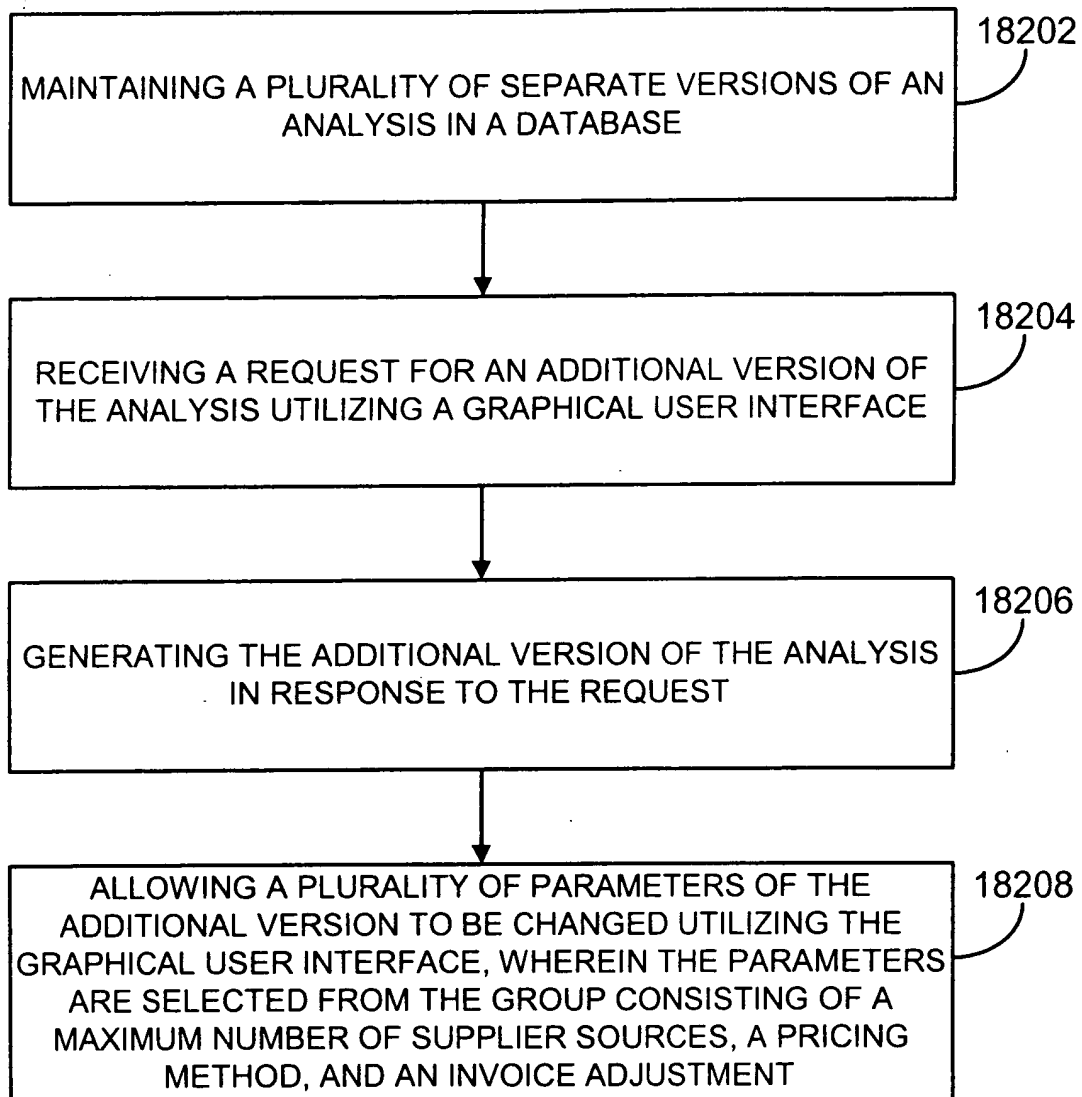 18202
MAINTAINING A PLURALITY OF SEPARATE VERSIONS OF AN
ANALYSIS IN A DATABASE
18204
RECEIVING A REQUEST FOR AN ADDITIONAL VERSION OF
THE ANALYSIS UTILIZING A GRAPHICAL USER INTERFACE
18206
GENERATING THE ADDITIONAL VERSION OF THE ANALYSIS
IN RESPONSE TO THE REQUEST
18208
ALLOWING A PLURALITY OF PARAMETERS OF THE
ADDITIONAL VERSION TO BE CHANGED UTILIZING THE
GRAPHICAL USER INTERFACE, WHEREIN THE PARAMETERS
ARE SELECTED FROM THE GROUP CONSISTING OF A
MAXIMUM NUMBER OF SUPPLIER SOURCES, A PRICING
METHOD, AND AN INVOICE ADJUSTMENT